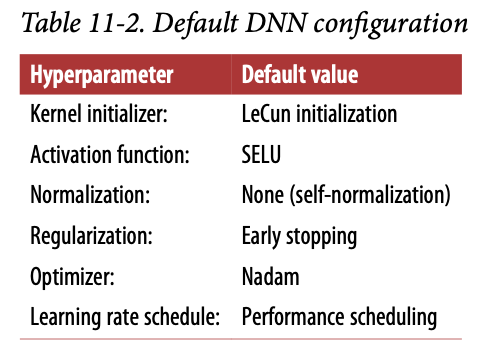 Table 11-2. Default DNN configuration
Hyperparameter Default value
Kernel initializer: LeCun initialization
Activation function: SELU
Normalization: None (self-normalization)
Regularization: Early stopping
Optimizer: Nadam
Learning rate schedule: Performance scheduling